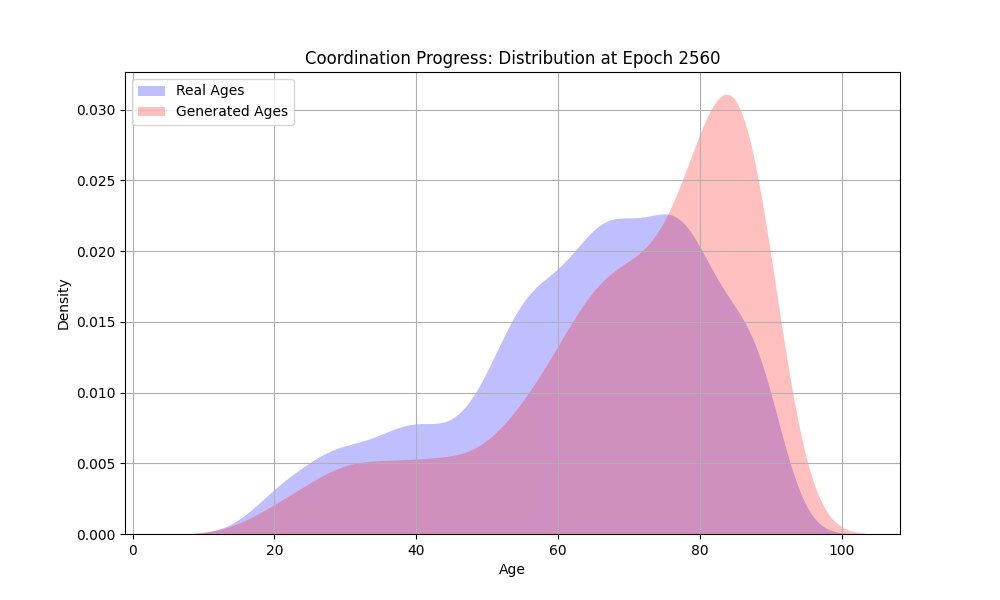 Coordination Progress: Distribution at Epoch 2560
Real Ages
Generated Ages
0.030
0.025
0.020
0.015
0.010
0.005
0.000
Density
0 20 40 60 80 100
Age